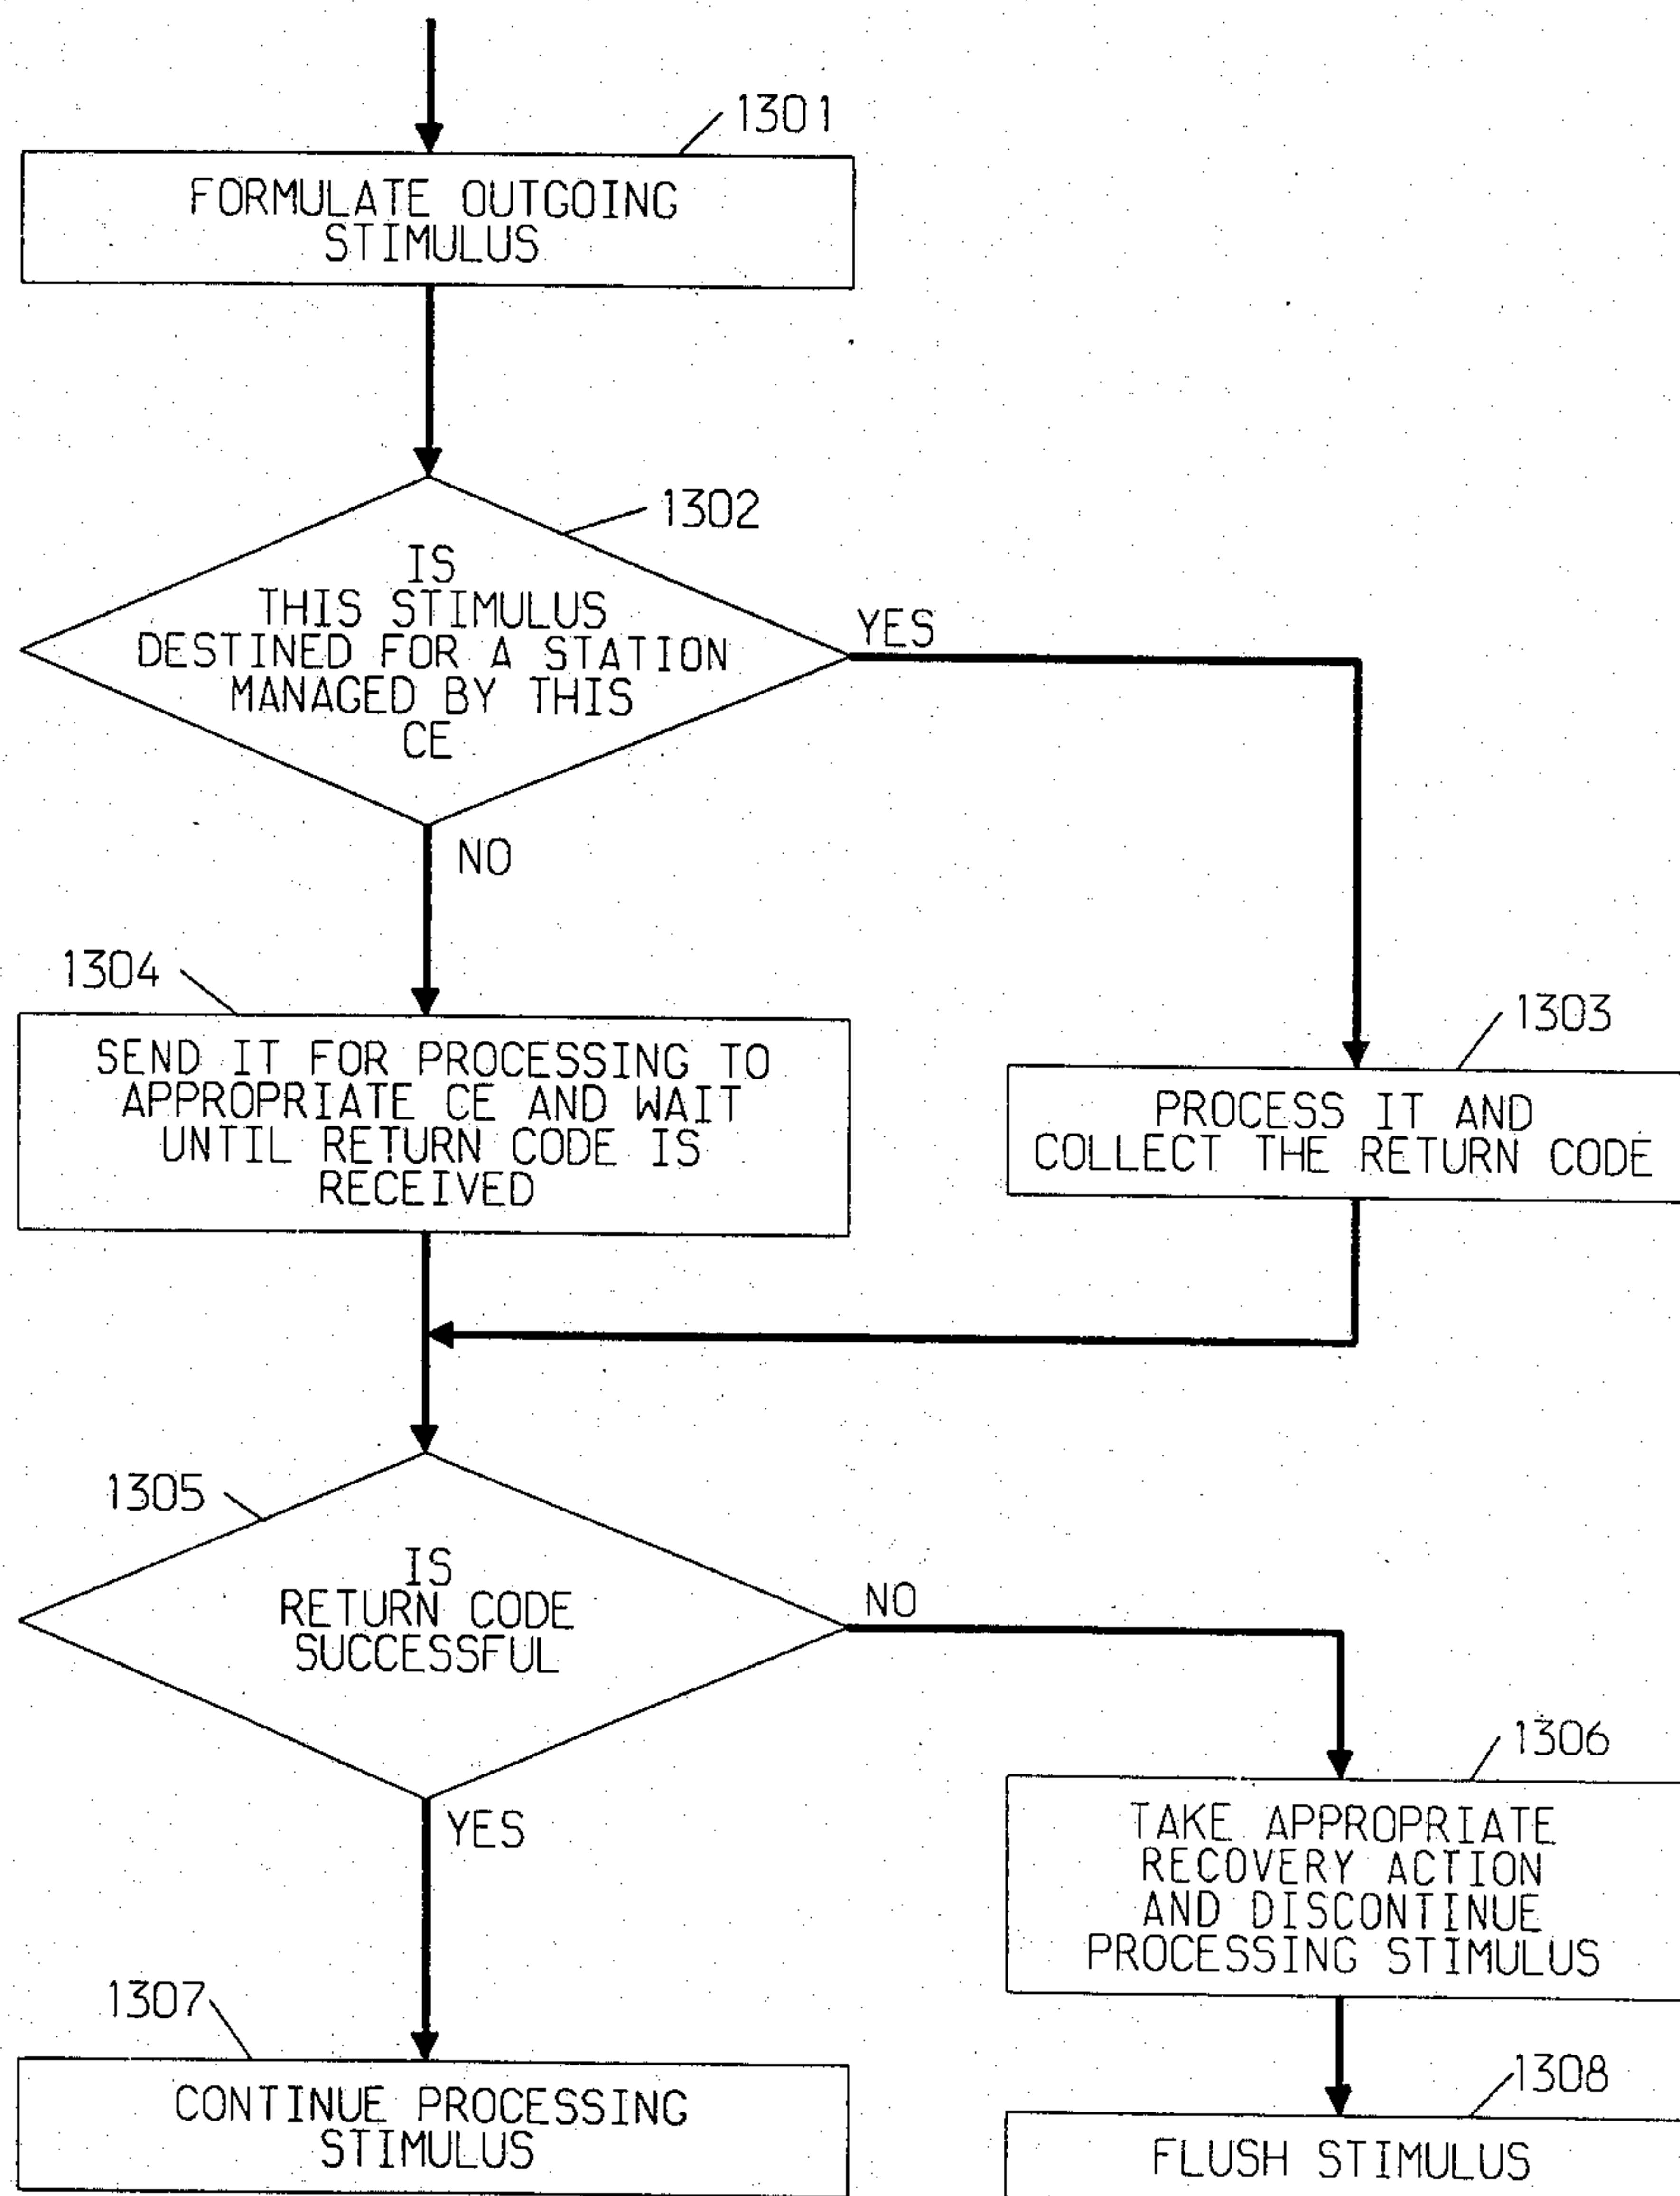 1301
FORMULATE OUTGOING
STIMULUS
1302
IS
THIS STIMULUS
DESTINED FOR A STATION
MANAGED BY THIS
CE
YES
NO
1304
SEND IT FOR PROCESSING TO
APPROPRIATE CE AND WAIT
UNTIL RETURN CODE IS
RECEIVED
1303
PROCESS IT AND
COLLECT THE RETURN CODE
1305
IS
RETURN CODE
SUCCESSFUL
NO
YES
1306
TAKE APPROPRIATE
RECOVERY ACTION
AND DISCONTINUE
PROCESSING STIMULUS
1307
CONTINUE PROCESSING
STIMULUS
1308
FLUSH STIMULUS